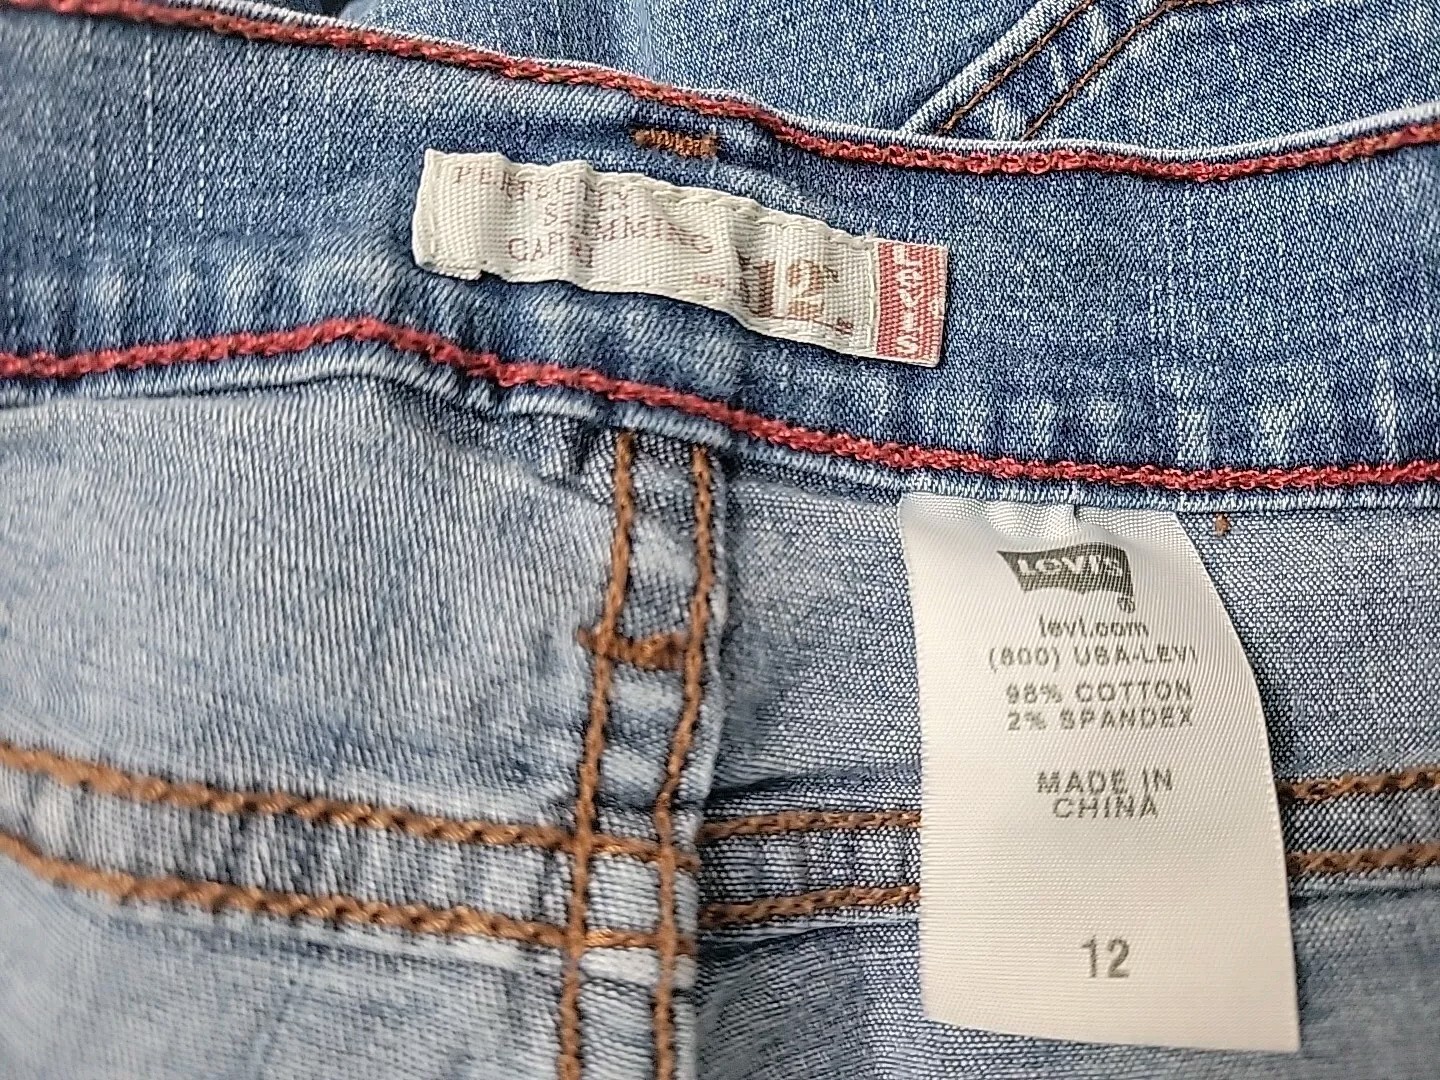 PERFECTLY
SLIMMING
CAPRI
12
LEVI'S
LEVI'S
®
levi.com
(800) USA-LEVI
98% COTTON
2% SPANDEX
MADE IN
CHINA
12